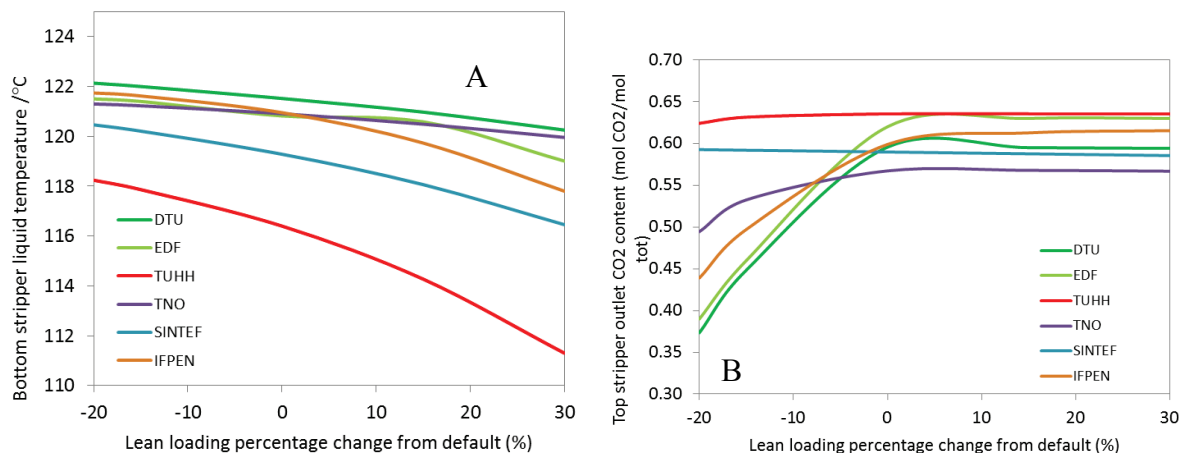 Bottom stripper liquid temperature /°C
124
122
120
118
116
114
112
110
A
DTU
EDF
TUHH
TNO
SINTEF
IFPEN
-20
-10
0
10
20
30
Lean loading percentage change from default (%)
Top stripper outlet CO2 content (mol CO2/mol
tot)
0.70
0.65
0.60
0.55
0.50
0.45
0.40
0.35
0.30
DTU
EDF
TUHH
TNO
SINTEF
IFPEN
B
-20
-10
0
10
20
30
Lean loading percentage change from default (%)